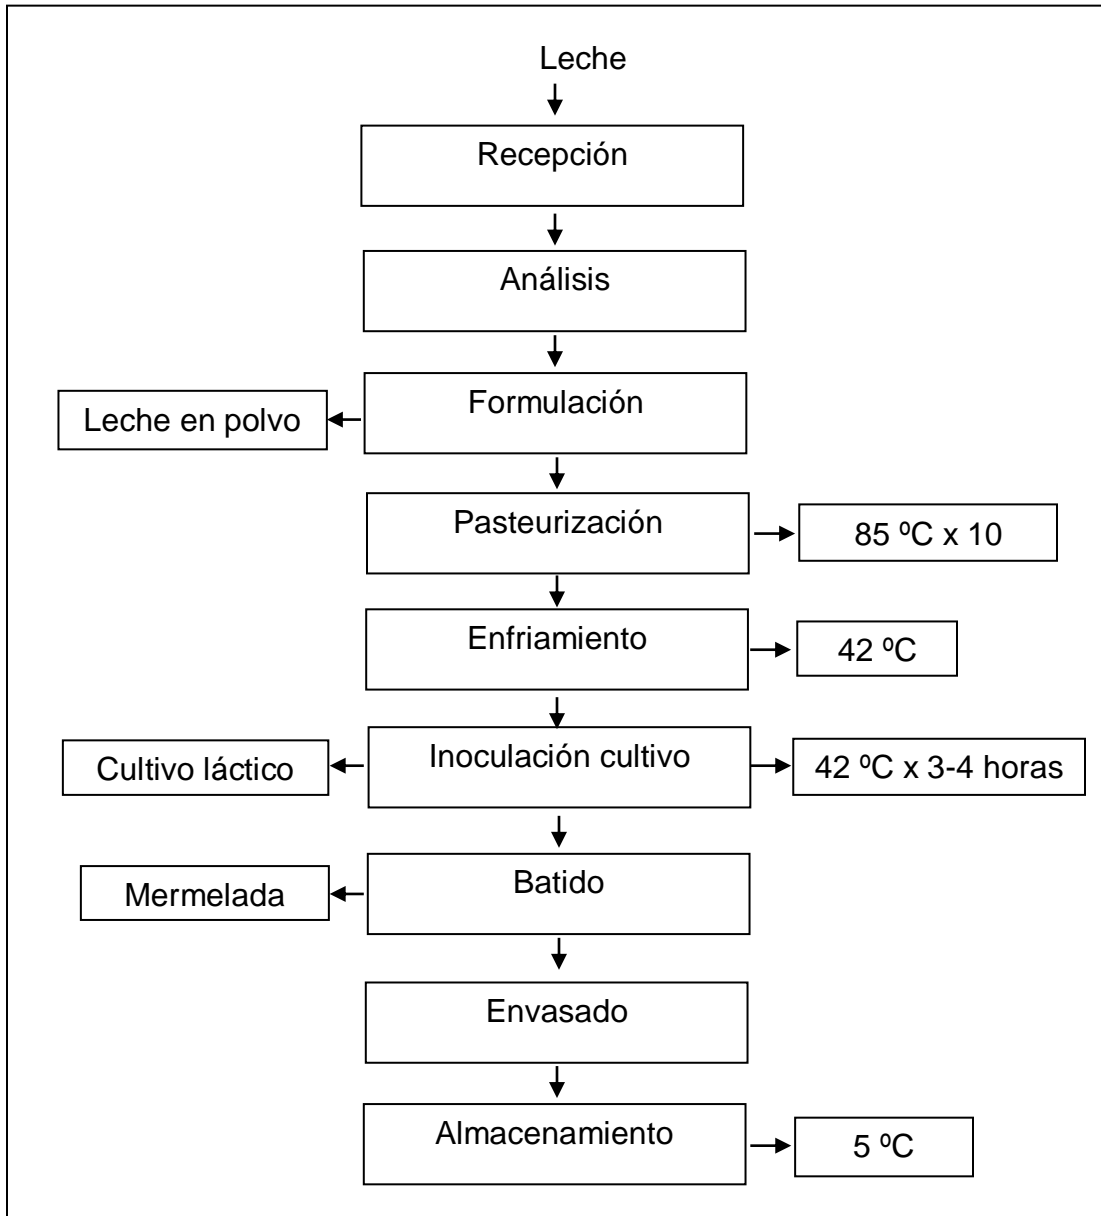 Leche
Recepción
Análisis
Formulación
Leche en polvo
Pasteurización
85 ºC x 10
Enfriamiento
42 ºC
Inoculación cultivo
Cultivo láctico
42 ºC x 3-4 horas
Batido
Mermelada
Envasado
Almacenamiento
5 ºC